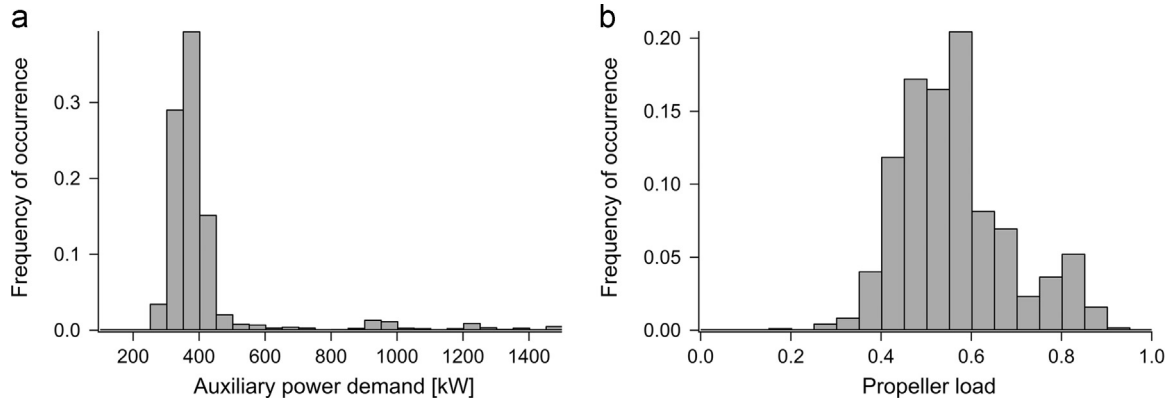 a
Frequency of occurrence
0.3
0.2
0.1
0.0
200 400 600 800 1000 1200 1400
Auxiliary power demand [kW]
b
Frequency of occurrence
0.20
0.15
0.10
0.05
0.00
0.0 0.2 0.4 0.6 0.8 1.0
Propeller load